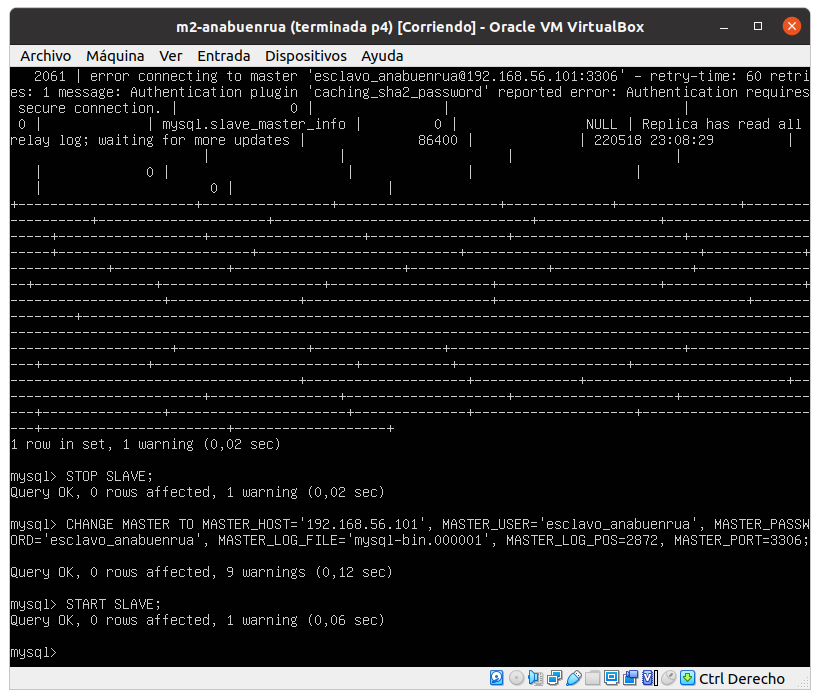 m2-anabuenrua (terminada p4) [Corriendo] - Oracle VM VirtualBox
Archivo Máquina Ver Entrada Dispositivos Ayuda
2061 | error connecting to master 'esclavo_anabuenrua@192.168.56.101:3306' - retry-time: 60 retri
es: 1 message: Authentication plugin 'caching_sha2_password' reported error: Authentication requires
secure connection. | 0 | | |
0 | | mysql.slave_master_info | 0 | NULL | Replica has read all
relay log; waiting for more updates | 86400 | | 220518 23:08:29 |
| | | |
| 0 | | | |
| 0 | |
+-----------------------+----------------+--------------------+-------------+---------------+--------
----------+---------------------+--------------------------------+---------------+------------------
-----+------------------+-------------------+-----------------+---------------------+---------------
-----+------------------------+-------------------------+-----------------------------+------------+
------------+--------------+---------------------+-----------------+-----------------+--------------
--+---------------+-----------------+-----------------------+-----------------+-----------------+---
-------------------+--------------------+-------------------+-------------------------------+-------
--------+-------------------------------------------------------------------------------------------
----------------------------------------------------------------------------------------------------
--------------------+----------------+----------------+-----------------------------+---------------
---+-------------+--------------+-----------+---------------------+---------------------------------
------------------------------------+--------------------+----------------------------------+-------+-
------------------------+-------------+----------------+-----------------+--------------------------
---+----------------------+---------------+-------------------+--------------------+----------------
---+-----------------------+-------------------+
1 row in set, 1 warning (0,02 sec)
mysql> STOP SLAVE;
Query OK, 0 rows affected, 1 warning (0,02 sec)
mysql> CHANGE MASTER TO MASTER_HOST='192.168.56.101', MASTER_USER='esclavo_anabuenrua', MASTER_PASSW
ORD='esclavo_anabuenrua', MASTER_LOG_FILE='mysql-bin.000001', MASTER_LOG_POS=2872, MASTER_PORT=3306;
Query OK, 0 rows affected, 9 warnings (0,12 sec)
mysql> START SLAVE;
Query OK, 0 rows affected, 1 warning (0,06 sec)
mysql>
Ctrl Derecho